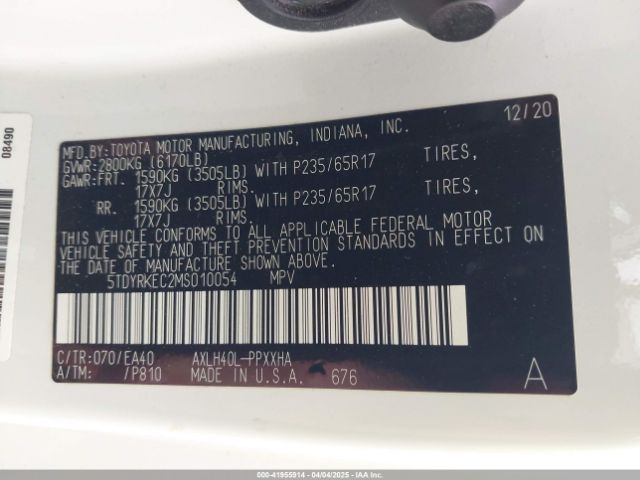 08490
12/20
MFD.BY:TOYOTA MOTOR MANUFACTURING, INDIANA, INC.
GVWR:2800KG (6170LB)
GAWR:FRT. 1590KG (3505LB) WITH P235/65R17 TIRES,
17X7J RIMS.
RR. 1590KG (3505LB) WITH P235/65R17 TIRES,
17X7J RIMS.
THIS VEHICLE CONFORMS TO ALL APPLICABLE FEDERAL MOTOR
VEHICLE SAFETY AND THEFT PREVENTION STANDARDS IN EFFECT ON
THE DATE OF MANUFACTURE SHOWN ABOVE.
5TDYRKEC2MS010054 MPV
C/TR:070/EA40 AXLH40L-PPXXHA
A/TM: /P810 MADE IN U.S.A. 676
A
000-41955914 - 04/04/2025 - IAAI.COM